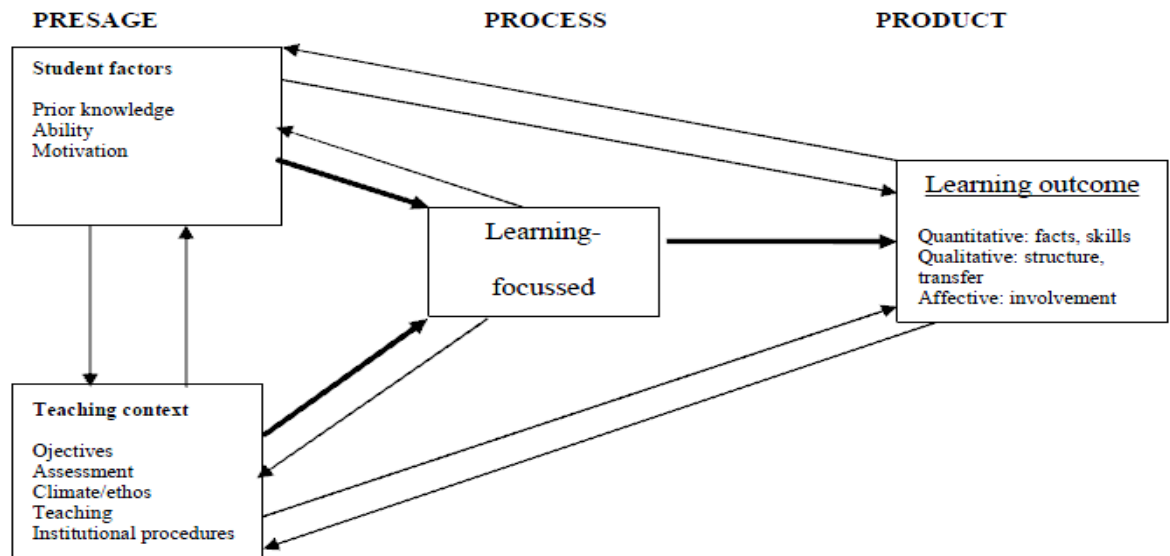 PRESAGE PROCESS PRODUCT
Student factors
Prior knowledge
Ability
Motivation
Learning-
focussed
Learning outcome
Quantitative: facts, skills
Qualitative: structure,
transfer
Affective: involvement
Teaching context
Ojectives
Assessment
Climate/ethos
Teaching
Institutional procedures